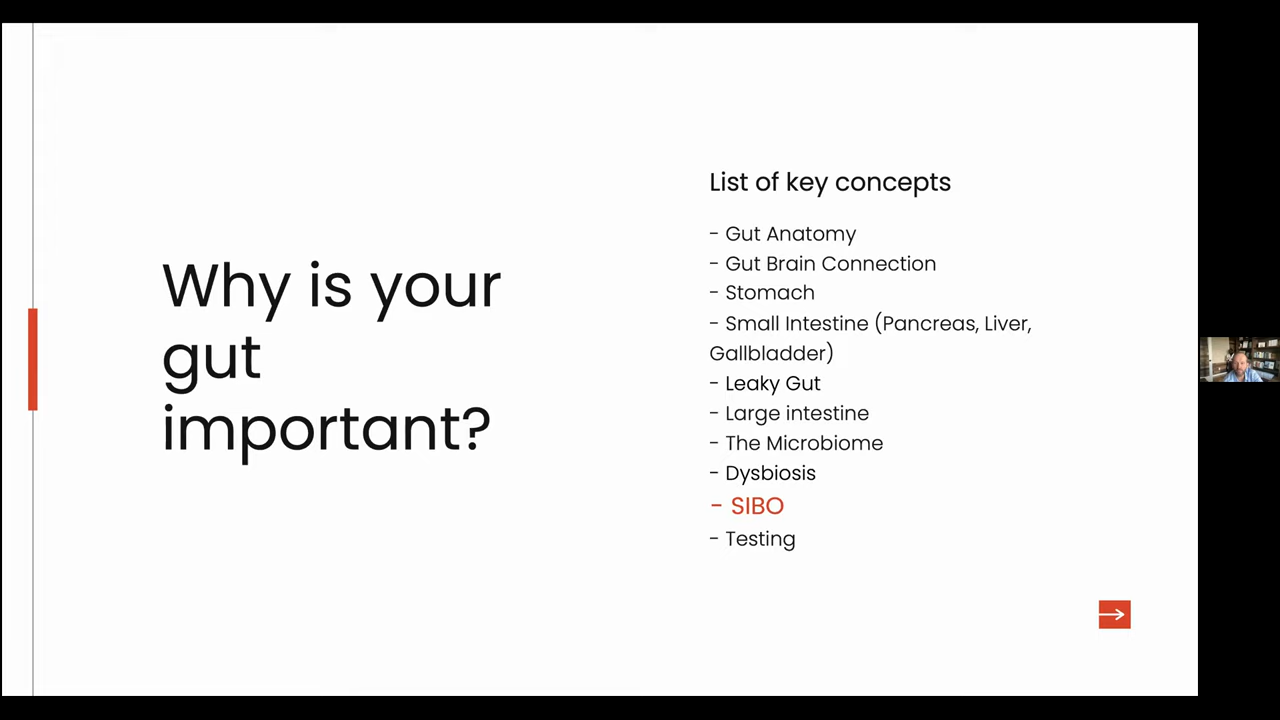 Why is your
gut
important?
List of key concepts
- Gut Anatomy
- Gut Brain Connection
- Stomach
- Small Intestine (Pancreas, Liver,
Gallbladder)
- Leaky Gut
- Large intestine
- The Microbiome
- Dysbiosis
- SIBO
- Testing